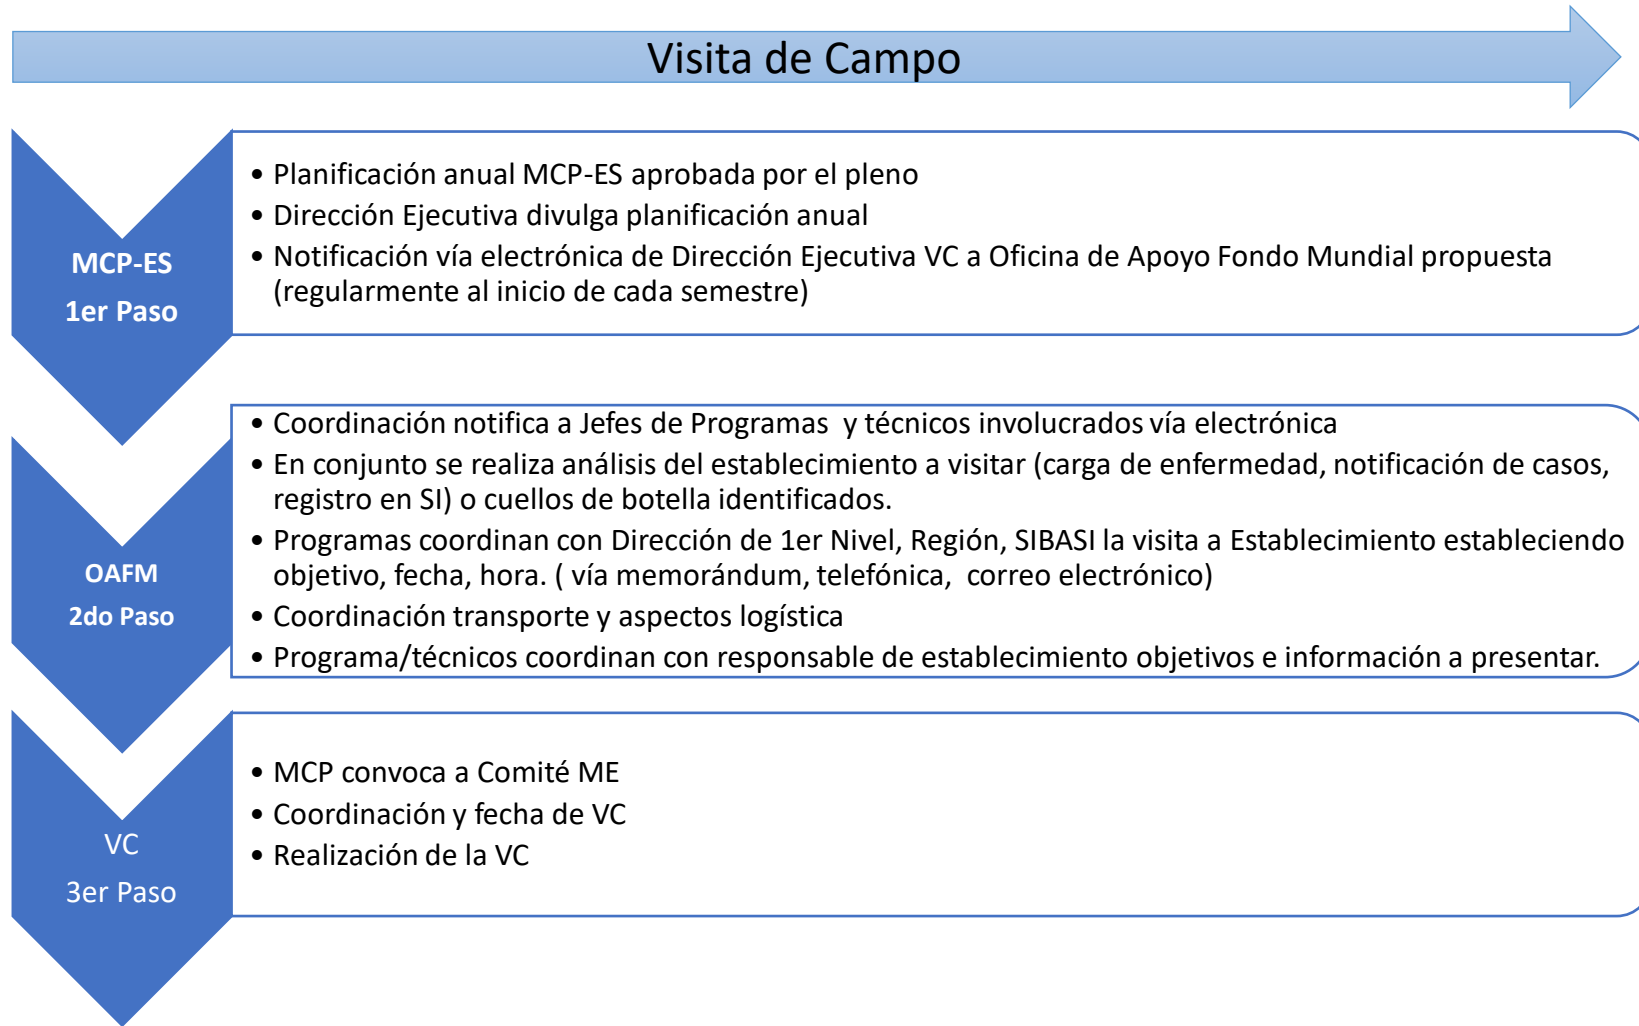 Visita de Campo
MCP-ES
1er Paso
• Planificación anual MCP-ES aprobada por el pleno
• Dirección Ejecutiva divulga planificación anual
• Notificación vía electrónica de Dirección Ejecutiva VC a Oficina de Apoyo Fondo Mundial propuesta
(regularmente al inicio de cada semestre)
OAFM
2do Paso
• Coordinación notifica a Jefes de Programas y técnicos involucrados vía electrónica
• En conjunto se realiza análisis del establecimiento a visitar (carga de enfermedad, notificación de casos,
registro en SI) o cuellos de botella identificados.
• Programas coordinan con Dirección de 1er Nivel, Región, SIBASI la visita a Establecimiento estableciendo
objetivo, fecha, hora. ( vía memorándum, telefónica, correo electrónico)
• Coordinación transporte y aspectos logística
• Programa/técnicos coordinan con responsable de establecimiento objetivos e información a presentar.
VC
3er Paso
• MCP convoca a Comité ME
• Coordinación y fecha de VC
• Realización de la VC